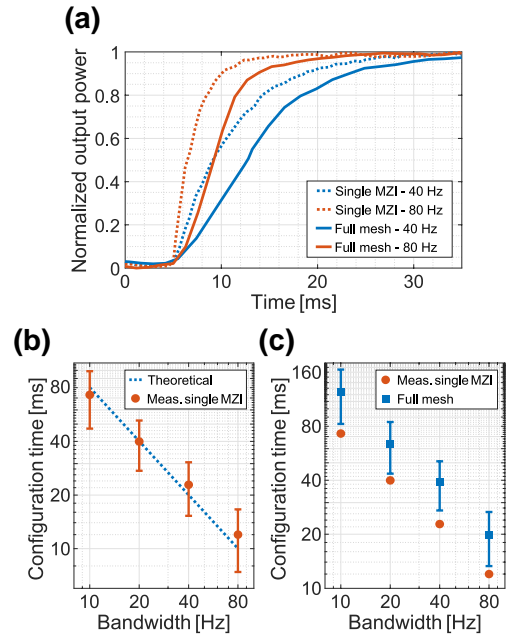 (a)
Normalized output power
1
0.8
0.6
0.4
0.2
0
0 10 20 30
Time [ms]
Single MZI - 40 Hz
Single MZI - 80 Hz
Full mesh - 40 Hz
Full mesh - 80 Hz
(b)
Configuration time [ms]
80
40
20
10
10 20 40 80
Bandwidth [Hz]
Theoretical
Meas. single MZI
(c)
Configuration time [ms]
160
80
40
20
10
10 20 40 80
Bandwidth [Hz]
Meas. single MZI
Full mesh